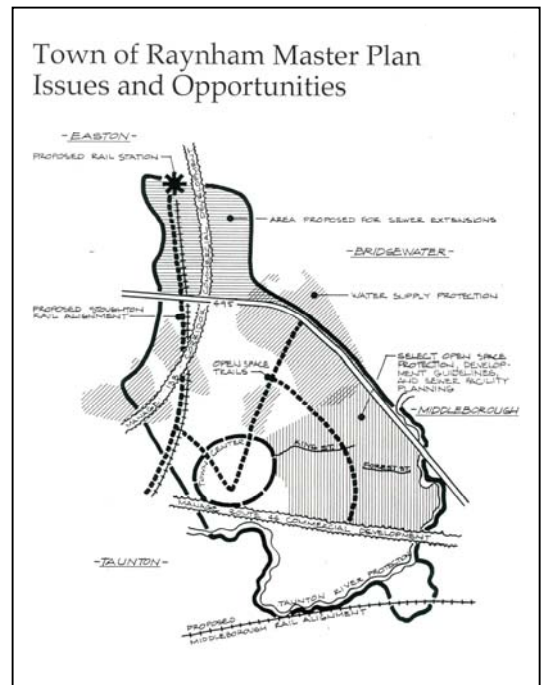 Town of Raynham Master Plan
Issues and Opportunities
- EASTON -
PROPOSED RAIL STATION
AREA PROPOSED FOR SEWER EXTENSIONS
- BRIDGEWATER -
WATER SUPPLY PROTECTION
495
PROPOSED STOUGHTON
RAIL ALIGNMENT
OPEN SPACE
TRAILS
SELECT OPEN SPACE
PROTECTION, DEVELOP-
MENT GUIDELINES,
AND SEWER FACILITY
PLANNING
- MIDDLEBOROUGH
MANAGE
TOWN CENTER
KING ST.
FOREST ST.
MANAGE ROUTE 44 COMMERCIAL DEVELOPMENT
- TAUNTON -
TAUNTON RIVER PROTECTION
PROPOSED
MIDDLEBOROUGH RAIL ALIGNMENT